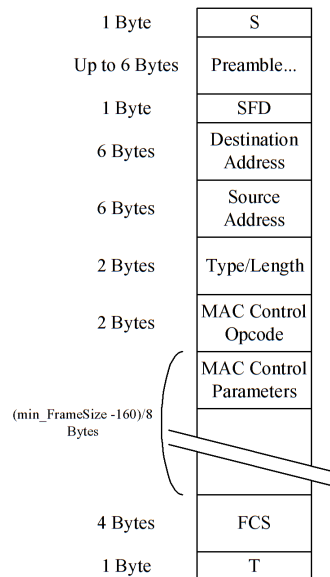 1 Byte S
Up to 6 Bytes Preamble...
1 Byte SFD
6 Bytes Destination
Address
6 Bytes Source
Address
2 Bytes Type/Length
2 Bytes MAC Control
Opcode
MAC Control
Parameters
(min_FrameSize -160)/8
Bytes
4 Bytes FCS
1 Byte T